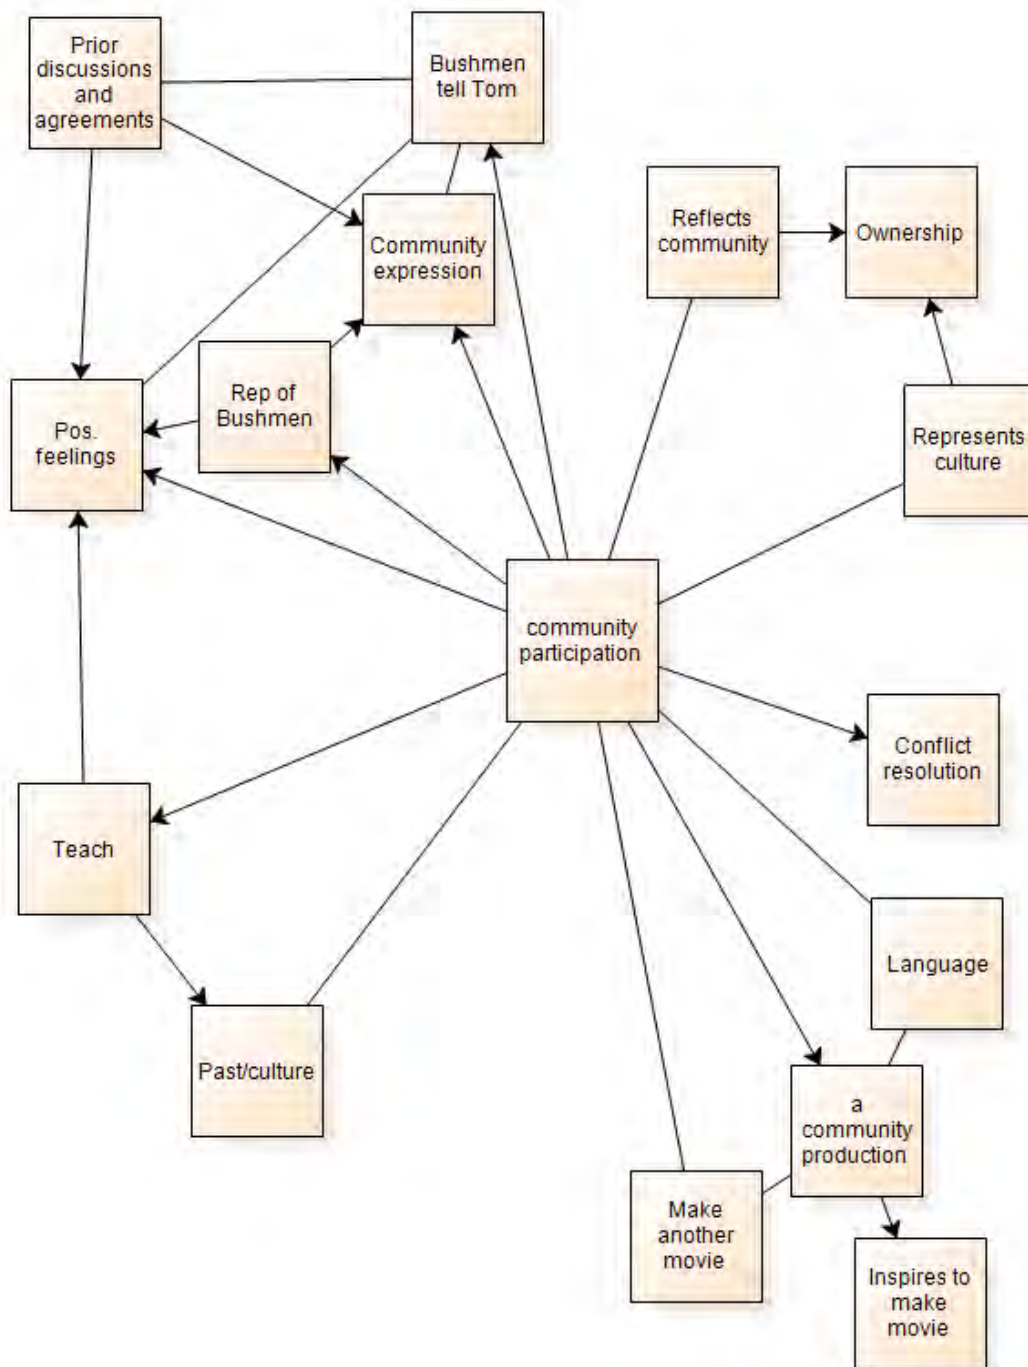 Prior
discussions
and
agreements
Bushmen
tell Tom
Community
expression
Reflects
community
Ownership
Rep of
Bushmen
Pos.
feelings
Represents
culture
community
participation
Conflict
resolution
Teach
Language
Past/culture
a
community
production
Make
another
movie
Inspires to
make
movie